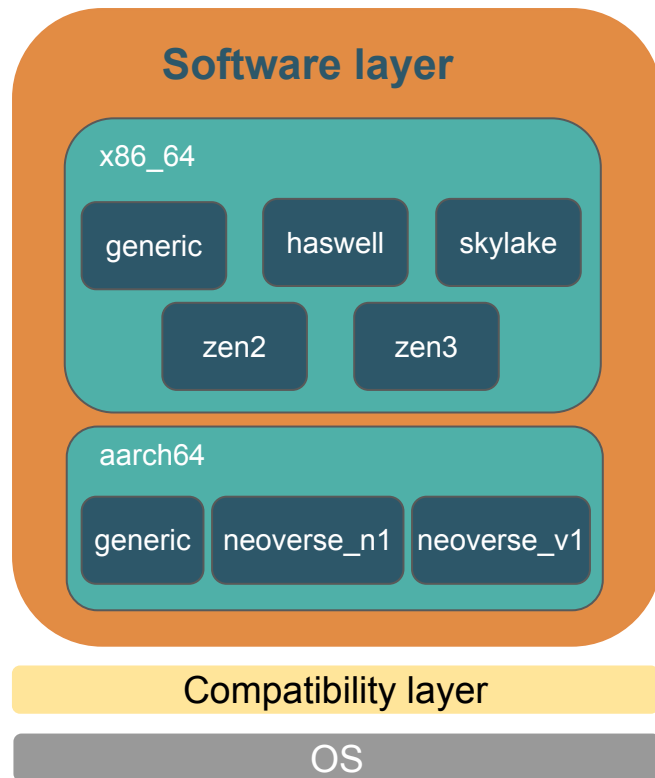 Software layer
x86_64
generic
haswell
skylake
zen2
zen3
aarch64
generic
neoverse_n1
neoverse_v1
Compatibility layer
OS